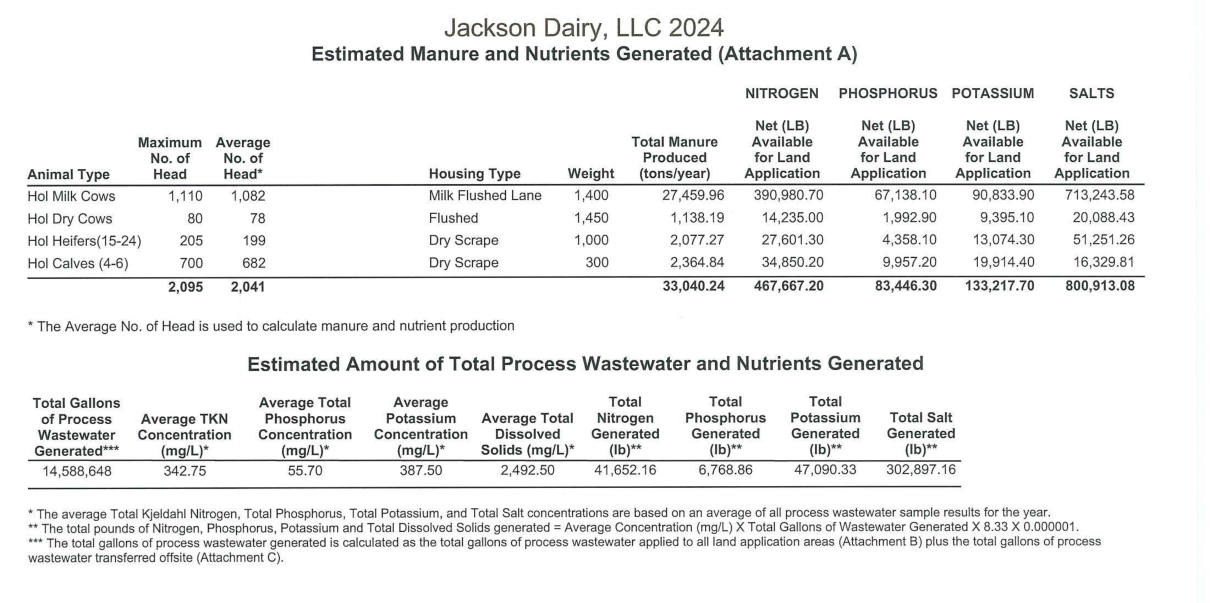 Jackson Dairy, LLC 2024
Estimated Manure and Nutrients Generated (Attachment A)
NITROGEN PHOSPHORUS POTASSIUM SALTS
Animal Type Maximum No. of Head Average No. of Head* Housing Type Weight Total Manure Produced (tons/year) Net (LB) Available for Land Application Net (LB) Available for Land Application Net (LB) Available for Land Application Net (LB) Available for Land Application
Hol Milk Cows 1,110 1,082 Milk Flushed Lane 1,400 27,459.96 390,980.70 67,138.10 90,833.90 713,243.58
Hol Dry Cows 80 78 Flushed 1,450 1,138.19 14,235.00 1,992.90 9,395.10 20,088.43
Hol Heifers(15-24) 205 199 Dry Scrape 1,000 2,077.27 27,601.30 4,358.10 13,074.30 51,251.26
Hol Calves (4-6) 700 682 Dry Scrape 300 2,364.84 34,850.20 9,957.20 19,914.40 16,329.81
2,095 2,041 33,040.24 467,667.20 83,446.30 133,217.70 800,913.08
* The Average No. of Head is used to calculate manure and nutrient production
Estimated Amount of Total Process Wastewater and Nutrients Generated
Total Gallons of Process Wastewater Generated*** Average TKN Concentration (mg/L)* Average Total Phosphorus Concentration (mg/L)* Average Potassium Concentration (mg/L)* Average Total Dissolved Solids (mg/L)* Total Nitrogen Generated (lb)** Total Phosphorus Generated (lb)** Total Potassium Generated (lb)** Total Salt Generated (lb)**
14,588,648 342.75 55.70 387.50 2,492.50 41,652.16 6,768.86 47,090.33 302,897.16
* The average Total Kjeldahl Nitrogen, Total Phosphorus, Total Potassium, and Total Salt concentrations are based on an average of all process wastewater sample results for the year.
** The total pounds of Nitrogen, Phosphorus, Potassium and Total Dissolved Solids generated = Average Concentration (mg/L) X Total Gallons of Wastewater Generated X 8.33 X 0.000001.
*** The total gallons of process wastewater generated is calculated as the total gallons of process wastewater applied to all land application areas (Attachment B) plus the total gallons of process
wastewater transferred offsite (Attachment C).